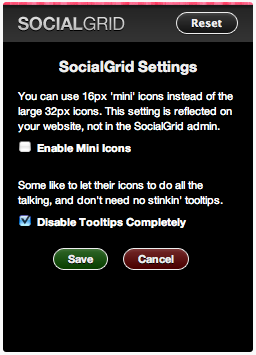 SOCIALGRID Reset
SocialGrid Settings
You can use 16px 'mini' icons instead of the
large 32px icons. This setting is reflected on
your website, not in the SocialGrid admin.
Enable Mini Icons
Some like to let their icons to do all the
talking, and don't need no stinkin' tooltips.
Disable Tooltips Completely
Save Cancel